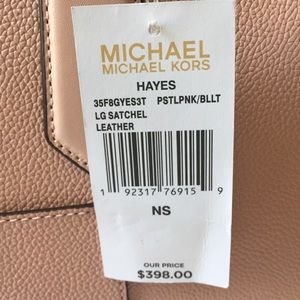 MICHAEL
MICHAEL KORS
HAYES
35F8GYES3T PSTLPNK/BLLT
LG SATCHEL
LEATHER
1 92317 76915 9
NS
OUR PRICE
$398.00